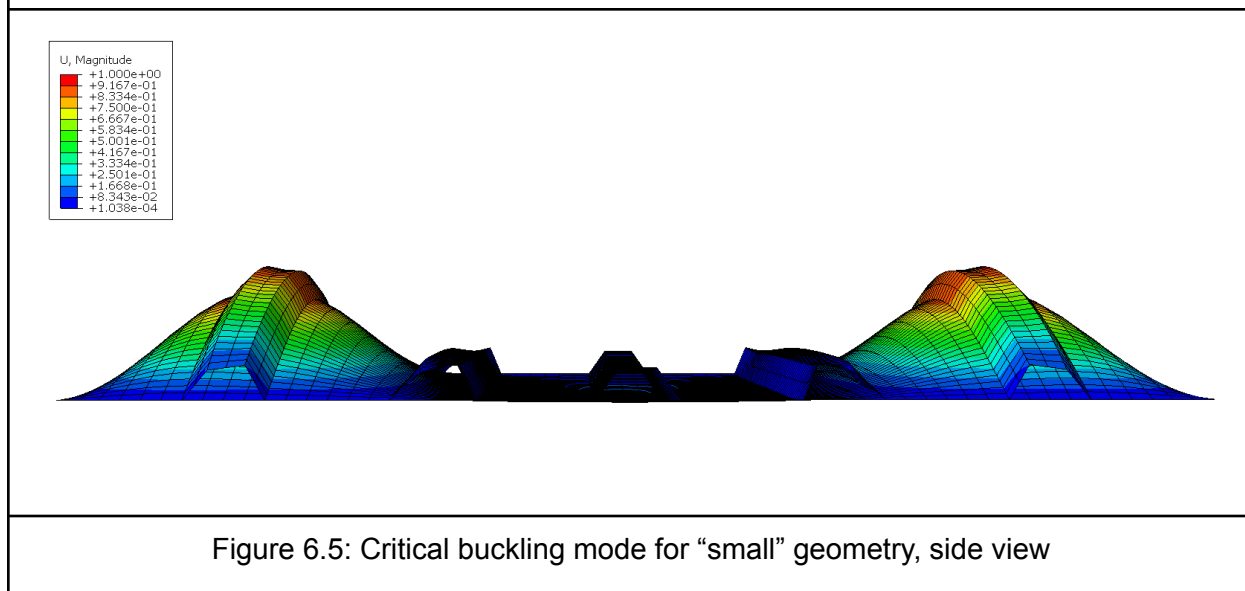 U, Magnitude
+1.000e+00
+9.167e-01
+8.334e-01
+7.500e-01
+6.667e-01
+5.834e-01
+5.001e-01
+4.167e-01
+3.334e-01
+2.501e-01
+1.668e-01
+8.343e-02
+1.038e-04
Figure 6.5: Critical buckling mode for “small” geometry, side view